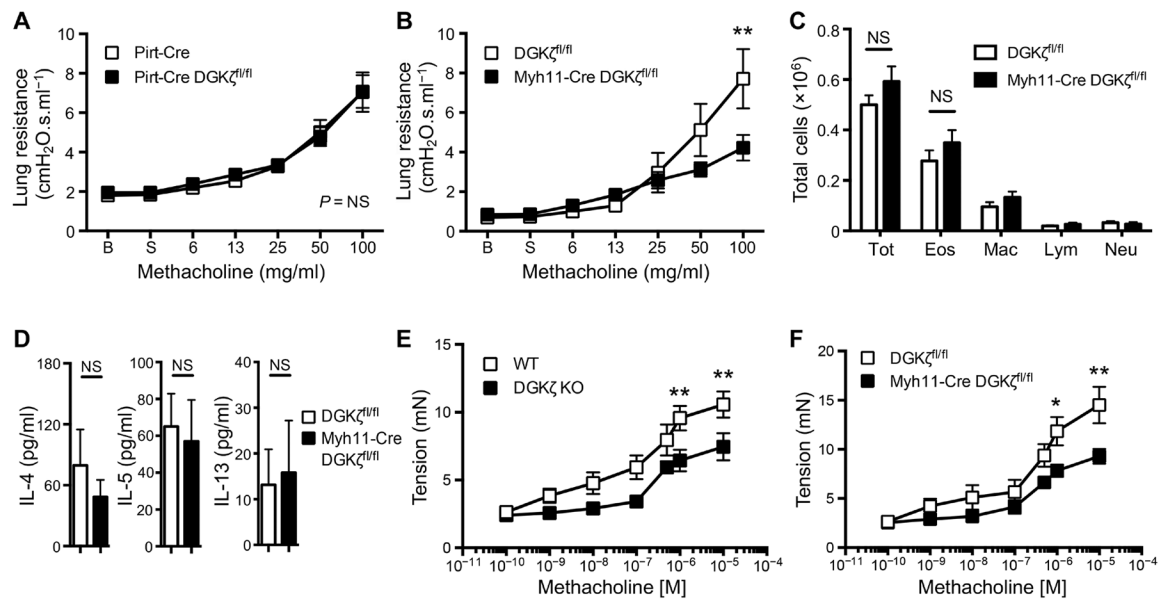 A
Pirt-Cre
Pirt-Cre DGKζfl/fl
Lung resistance
(cmH2O.s.ml−1)
10
8
6
4
2
0
P = NS
B S 6 13 25 50 100
Methacholine (mg/ml)
B
**
DGKζfl/fl
Myh11-Cre DGKζfl/fl
Lung resistance
(cmH2O.s.ml−1)
10
8
6
4
2
0
B S 6 13 25 50 100
Methacholine (mg/ml)
C
NS
NS
DGKζfl/fl
Myh11-Cre DGKζfl/fl
Total cells (×10^6)
0.8
0.6
0.4
0.2
0
Tot Eos Mac Lym Neu
D
NS
IL-4 (pg/ml)
180
120
60
0
NS
IL-5 (pg/ml)
100
80
60
40
20
0
NS
IL-13 (pg/ml)
40
30
20
10
0
DGKζfl/fl
Myh11-Cre
DGKζfl/fl
E
WT
DGKζ KO
**
**
Tension (mN)
15
10
5
0
10−11 10−10 10−9 10−8 10−7 10−6 10−5 10−4
Methacholine [M]
F
DGKζfl/fl
Myh11-Cre DGKζfl/fl
*
**
Tension (mN)
20
15
10
5
0
10−11 10−10 10−9 10−8 10−7 10−6 10−5 10−4
Methacholine [M]